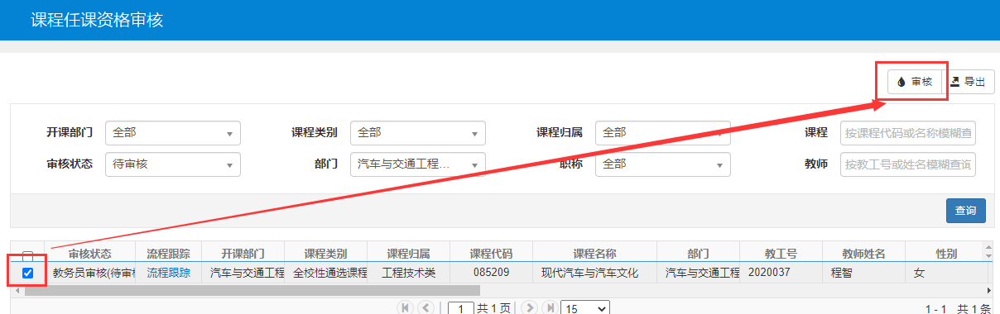 课程任课资格审核
审核 导出
开课部门 全部 课程类别 全部 课程归属 全部 课程 按课程代码或名称模糊查
审核状态 待审核 部门 汽车与交通工程... 职称 全部 教师 按教工号或姓名模糊查询
查询
审核状态 流程跟踪 开课部门 课程类别 课程归属 课程代码 课程名称 部门 教工号 教师姓名 性别
教务员审核(待审核 流程跟踪 汽车与交通工程 全校性通选课程 工程技术类 085209 现代汽车与汽车文化 汽车与交通工程 2020037 程智 女
1 共 1 页 15 1 - 1 共 1 条